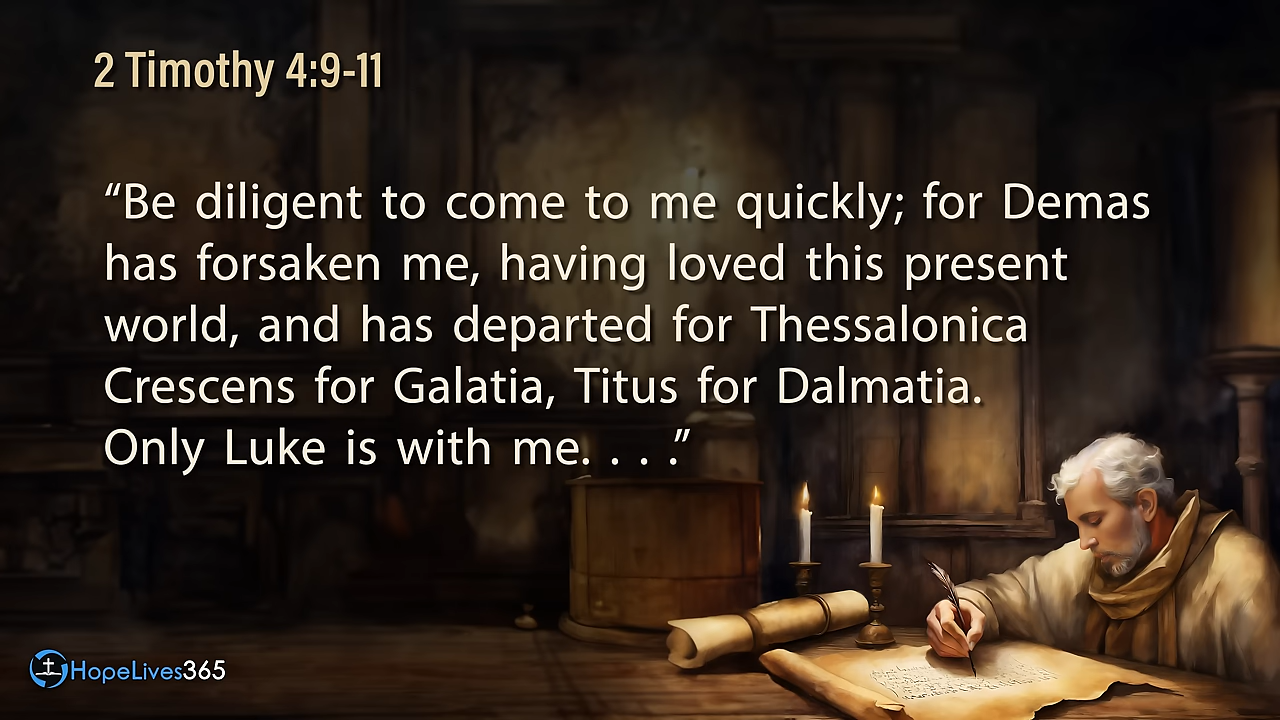 2 Timothy 4:9-11
“Be diligent to come to me quickly; for Demas
has forsaken me, having loved this present
world, and has departed for Thessalonica
Crescens for Galatia, Titus for Dalmatia.
Only Luke is with me. . . .”
HopeLives365